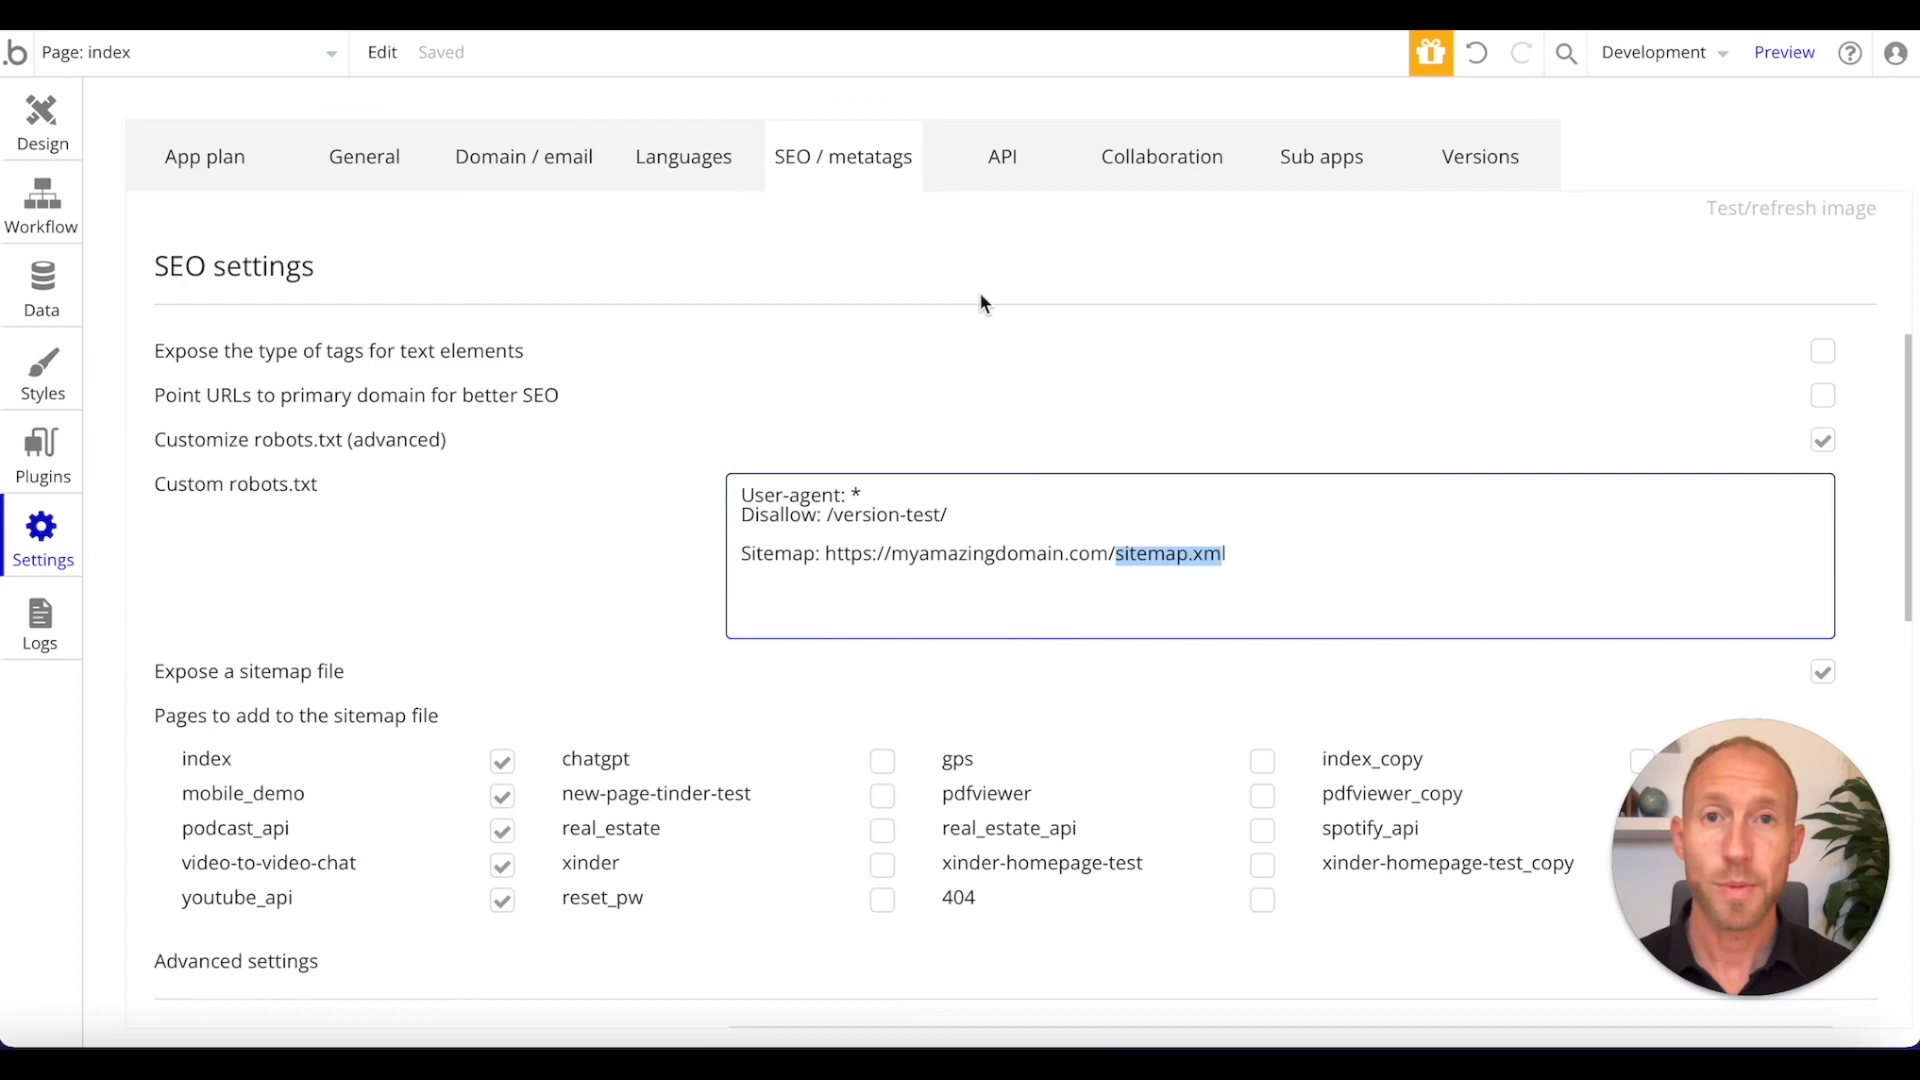 .b Page: index Edit Saved Development Preview ?
Design
Workflow
Data
Styles
Plugins
Settings
Logs
App plan General Domain / email Languages SEO / metatags API Collaboration Sub apps Versions
Test/refresh image
SEO settings
Expose the type of tags for text elements
Point URLs to primary domain for better SEO
Customize robots.txt (advanced)
Custom robots.txt
User-agent: *
Disallow: /version-test/
Sitemap: https://myamazingdomain.com/sitemap.xml
Expose a sitemap file
Pages to add to the sitemap file
index chatgpt gps index_copy
mobile_demo new-page-tinder-test pdfviewer pdfviewer_copy
podcast_api real_estate real_estate_api spotify_api
video-to-video-chat xinder xinder-homepage-test xinder-homepage-test_copy
youtube_api reset_pw 404
Advanced settings